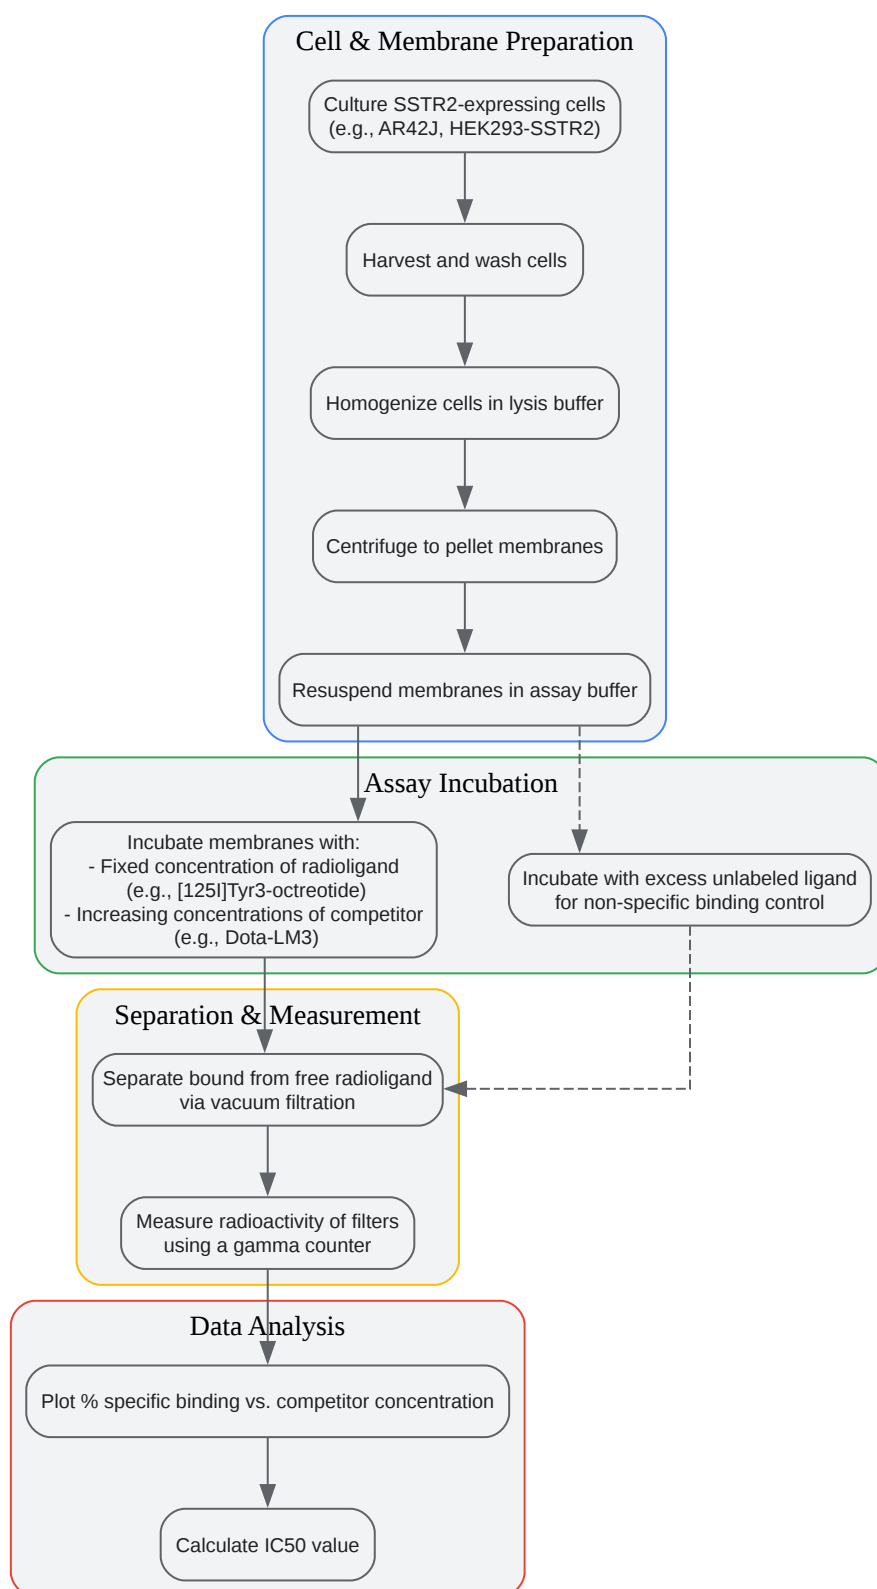 Cell & Membrane Preparation
Culture SSTR2-expressing cells
(e.g., AR42J, HEK293-SSTR2)
Harvest and wash cells
Homogenize cells in lysis buffer
Centrifuge to pellet membranes
Resuspend membranes in assay buffer
Assay Incubation
Incubate membranes with:
- Fixed concentration of radioligand
(e.g., [125I]Tyr3-octreotide)
- Increasing concentrations of competitor
(e.g., Dota-LM3)
Incubate with excess unlabeled ligand
for non-specific binding control
Separation & Measurement
Separate bound from free radioligand
via vacuum filtration
Measure radioactivity of filters
using a gamma counter
Data Analysis
Plot % specific binding vs. competitor concentration
Calculate IC50 value